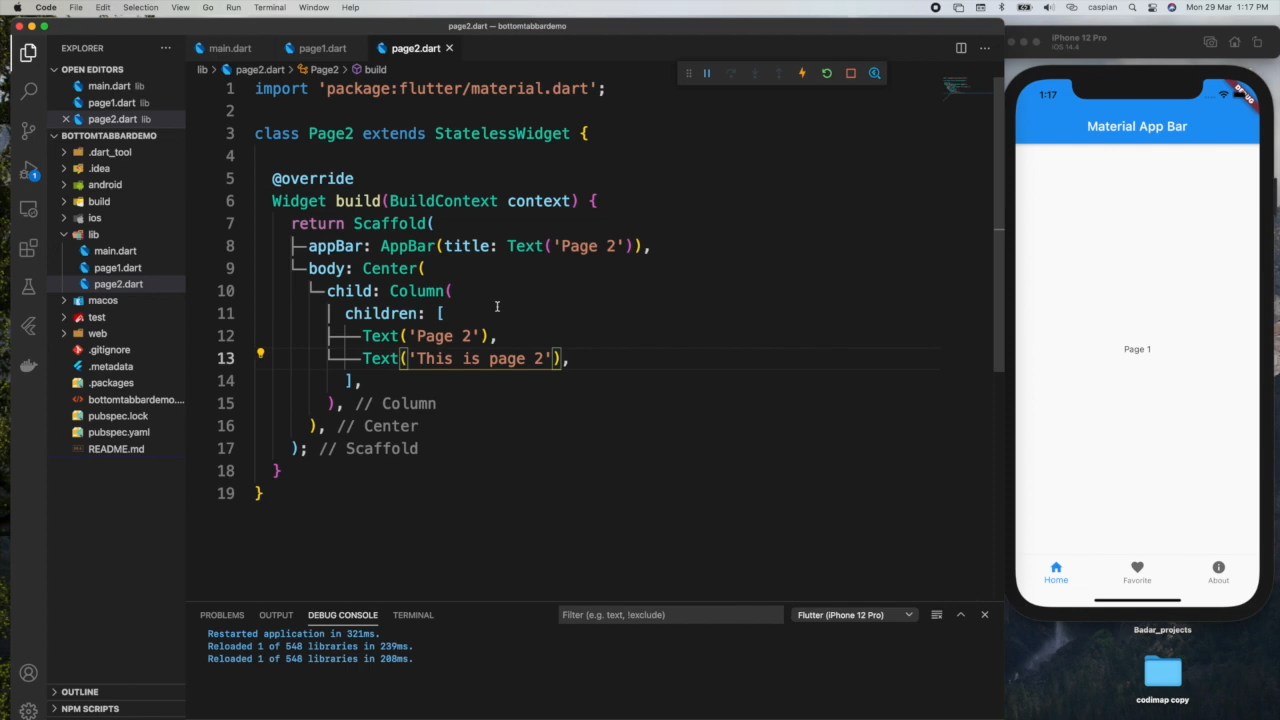 Code File Edit Selection View Go Run Terminal Window Help
caspian Mon 29 Mar 1:17 PM
page2.dart — bottomtabbardemo
EXPLORER
OPEN EDITORS
main.dart lib
page1.dart lib
page2.dart lib
BOTTOMTABBARDEMO
.dart_tool
.idea
android
build
ios
lib
main.dart
page1.dart
page2.dart
macos
test
web
.gitignore
.metadata
.packages
bottomtabbardemo....
pubspec.lock
pubspec.yaml
README.md
OUTLINE
NPM SCRIPTS
1
main.dart page1.dart page2.dart
lib > page2.dart > Page2 > build
1 import 'package:flutter/material.dart';
2
3 class Page2 extends StatelessWidget {
4
5 @override
6 Widget build(BuildContext context) {
7 return Scaffold(
8 appBar: AppBar(title: Text('Page 2')),
9 body: Center(
10 child: Column(
11 children: [
12 Text('Page 2'),
13 Text('This is page 2'),
14 ],
15 ), // Column
16 ), // Center
17 ); // Scaffold
18 }
19 }
PROBLEMS OUTPUT DEBUG CONSOLE TERMINAL
Filter (e.g. text, !exclude)
Flutter (iPhone 12 Pro)
Restarted application in 321ms.
Reloaded 1 of 548 libraries in 239ms.
Reloaded 1 of 548 libraries in 208ms.
iPhone 12 Pro
iOS 14.4
1:17
DEBUG
Material App Bar
Page 1
Home Favorite About
Badar_projects
codimap copy